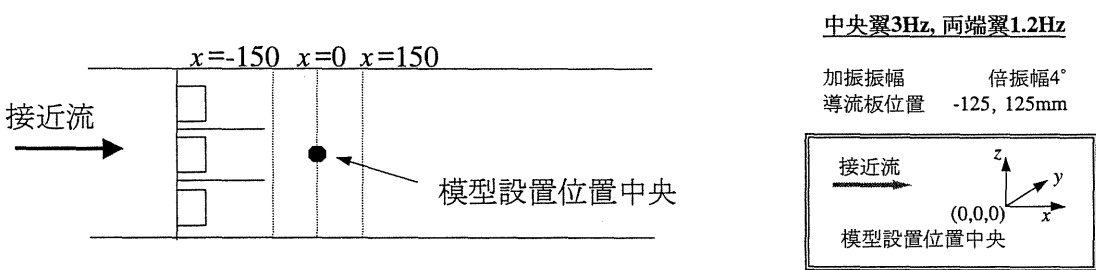 x=-150 x=0 x=150
接近流
模型設置位置中央
中央翼3Hz, 両端翼1.2Hz
加振振幅 倍振幅4°
導流板位置 -125, 125mm
接近流
z
y
(0,0,0)
x
模型設置位置中央